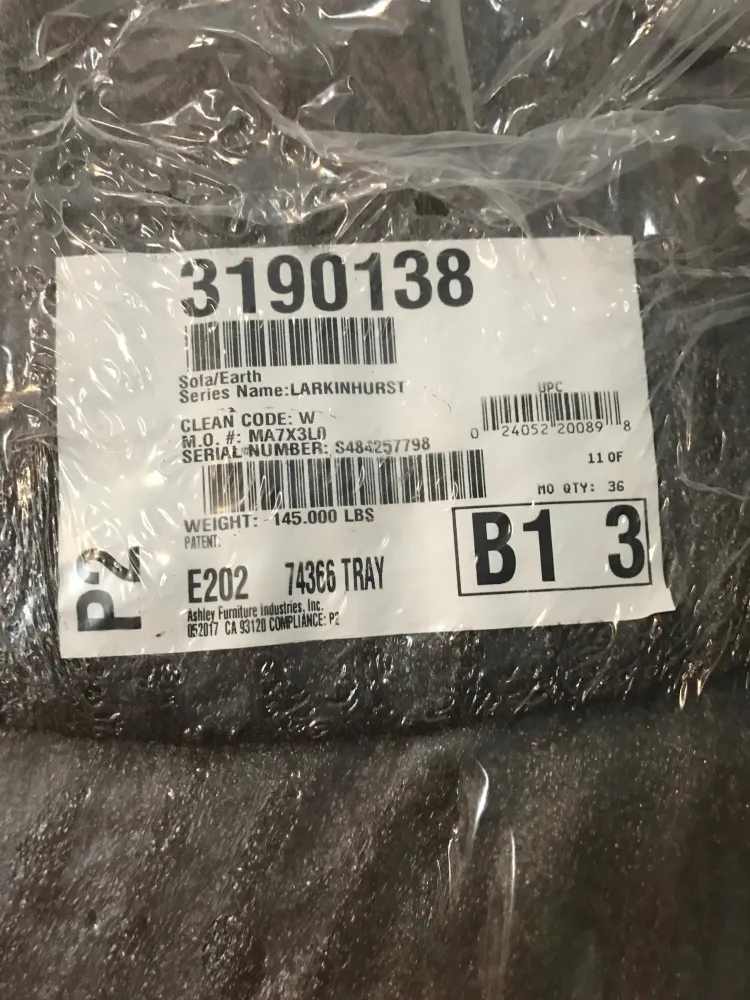 3190138
Sofa/Earth
Series Name:LARKINHURST
CLEAN CODE: W
M.O. #: MA7X3L0
SERIAL NUMBER: S484257798
UPC
0 24052 20089 8
11 OF
MO QTY: 36
WEIGHT: 145.000 LBS
PATENT:
B1 3
P2
E202 74366 TRAY
Ashley Furniture Industries, Inc.
052017 CA 93120 COMPLIANCE: P2